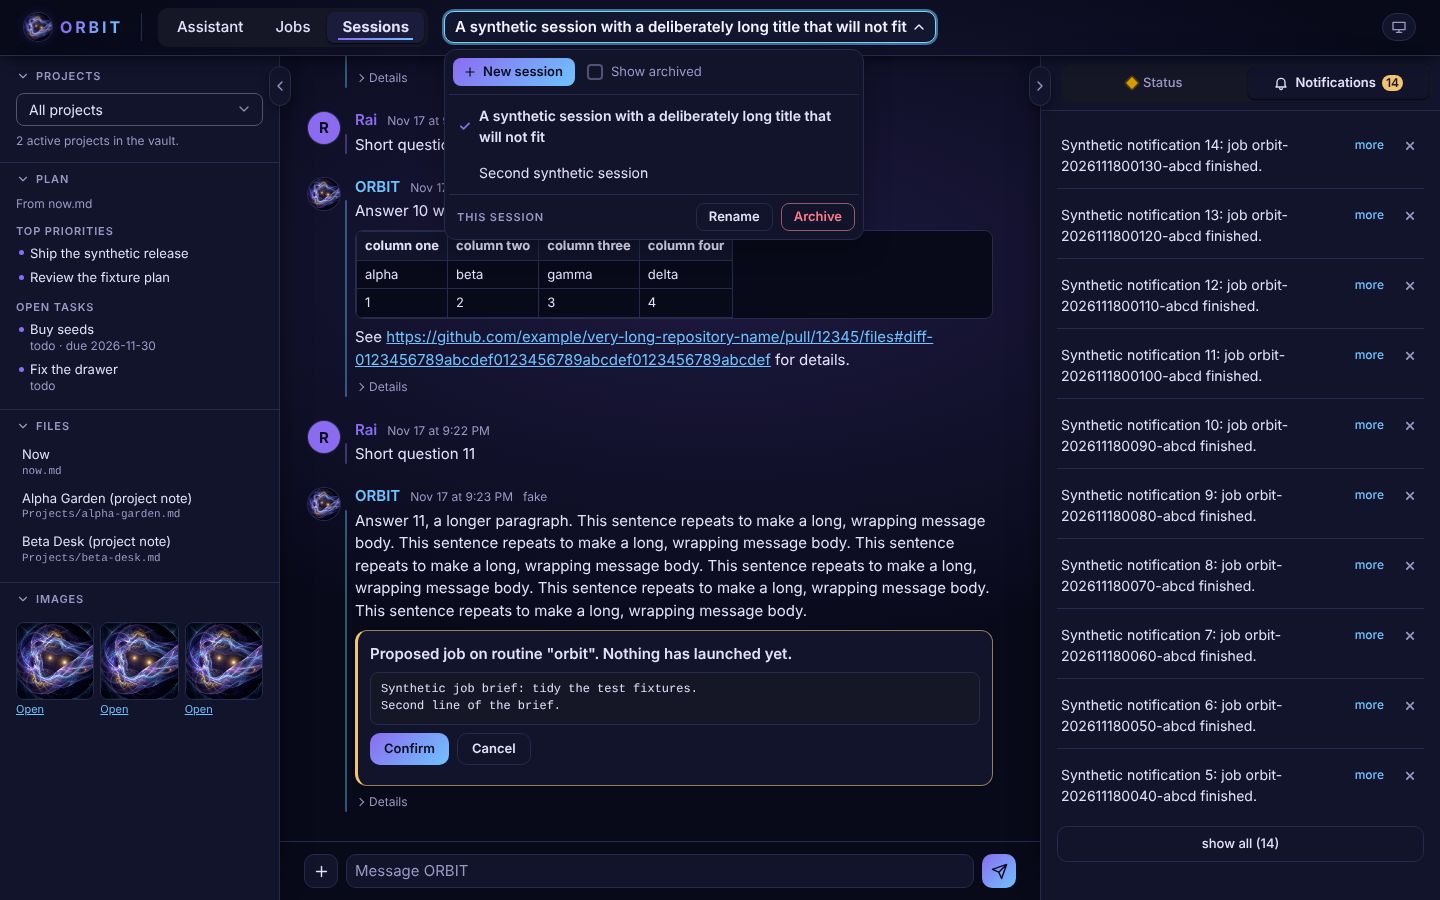 ORBIT
Assistant
Jobs
Sessions
A synthetic session with a deliberately long title that will not fit
PROJECTS
All projects
2 active projects in the vault.
PLAN
From now.md
TOP PRIORITIES
Ship the synthetic release
Review the fixture plan
OPEN TASKS
Buy seeds
todo · due 2026-11-30
Fix the drawer
todo
FILES
Now
now.md
Alpha Garden (project note)
Projects/alpha-garden.md
Beta Desk (project note)
Projects/beta-desk.md
IMAGES
Open
Open
Open
New session
Show archived
A synthetic session with a deliberately long title that
will not fit
Second synthetic session
THIS SESSION
Rename
Archive
Details
R
Rai Nov 17 at
Short
ORBIT Nov
Answer 10
column one column two column three column four
alpha beta gamma delta
1 2 3 4
See https://github.com/example/very-long-repository-name/pull/12345/files#diff-
0123456789abcdef0123456789abcdef0123456789abcdef for details.
Details
R
Rai Nov 17 at 9:22 PM
Short question 11
ORBIT Nov 17 at 9:23 PM fake
Answer 11, a longer paragraph. This sentence repeats to make a long, wrapping message
body. This sentence repeats to make a long, wrapping message body. This sentence
repeats to make a long, wrapping message body. This sentence repeats to make a long,
wrapping message body. This sentence repeats to make a long, wrapping message body.
This sentence repeats to make a long, wrapping message body.
Proposed job on routine "orbit". Nothing has launched yet.
Synthetic job brief: tidy the test fixtures.
Second line of the brief.
Confirm
Cancel
Details
Message ORBIT
Status
Notifications 14
Synthetic notification 14: job orbit-
2026111800130-abcd finished.
more
Synthetic notification 13: job orbit-
2026111800120-abcd finished.
more
Synthetic notification 12: job orbit-
2026111800110-abcd finished.
more
Synthetic notification 11: job orbit-
2026111800100-abcd finished.
more
Synthetic notification 10: job orbit-
202611180090-abcd finished.
more
Synthetic notification 9: job orbit-
202611180080-abcd finished.
more
Synthetic notification 8: job orbit-
202611180070-abcd finished.
more
Synthetic notification 7: job orbit-
202611180060-abcd finished.
more
Synthetic notification 6: job orbit-
202611180050-abcd finished.
more
Synthetic notification 5: job orbit-
202611180040-abcd finished.
more
show all (14)